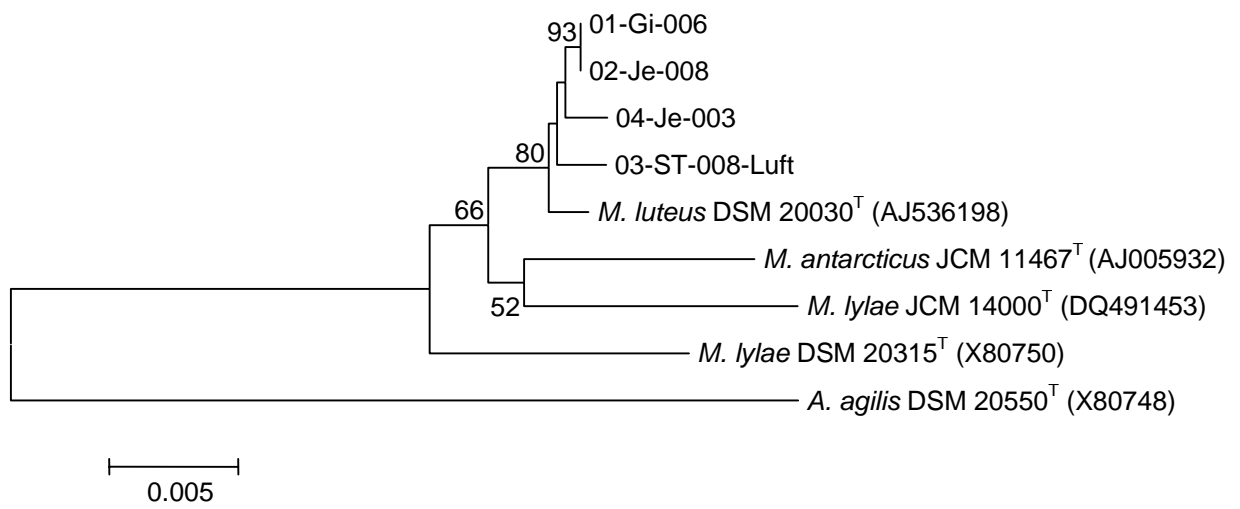 93 01-Gi-006
02-Je-008
04-Je-003
80
03-ST-008-Luft
66
M. luteus DSM 20030ᵀ (AJ536198)
M. antarcticus JCM 11467ᵀ (AJ005932)
52 M. lylae JCM 14000ᵀ (DQ491453)
M. lylae DSM 20315ᵀ (X80750)
A. agilis DSM 20550ᵀ (X80748)
0.005